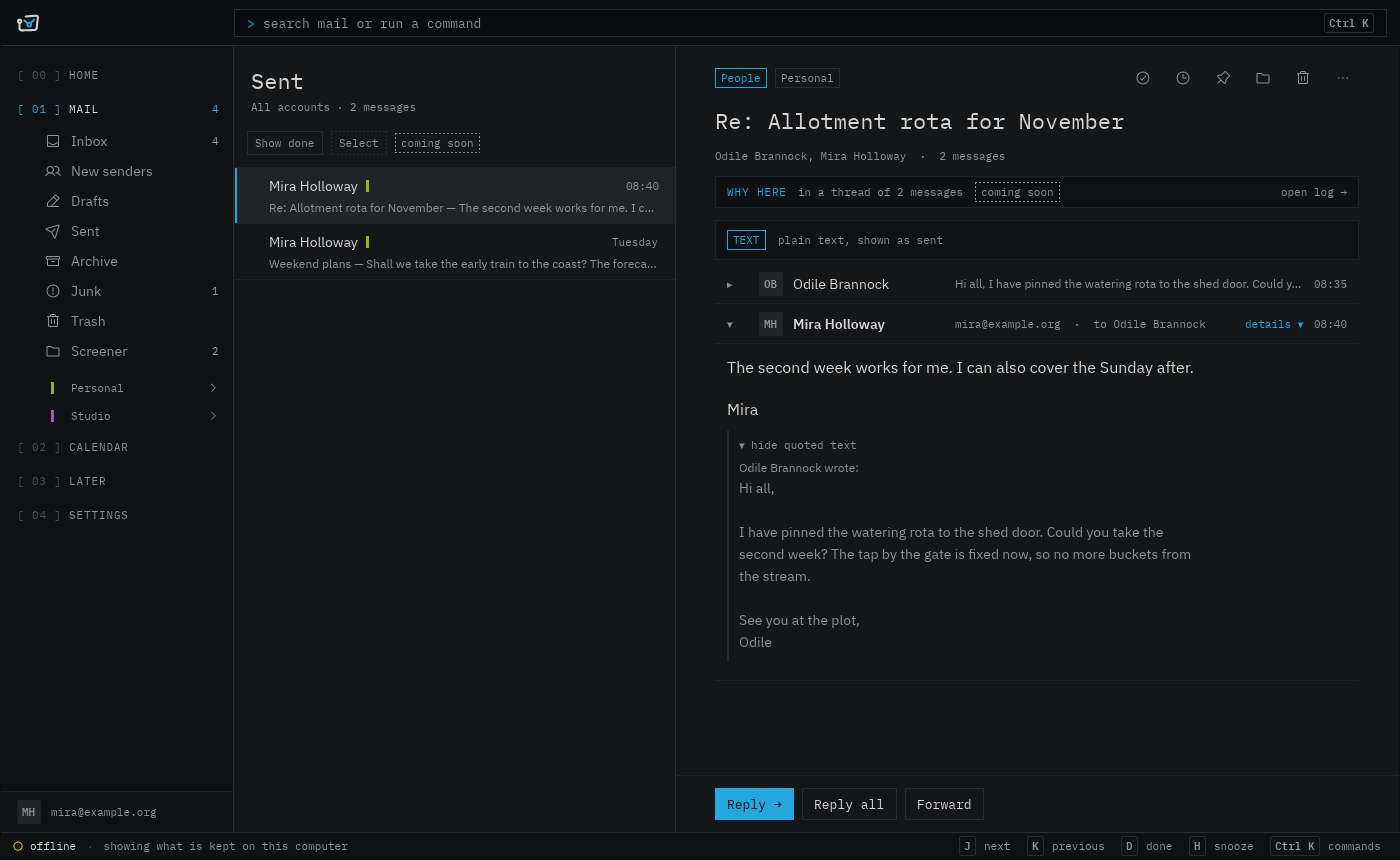 > search mail or run a command Ctrl K
[ 00 ] HOME
[ 01 ] MAIL 4
Inbox 4
New senders
Drafts
Sent
Archive
Junk 1
Trash
Screener 2
Personal
Studio
[ 02 ] CALENDAR
[ 03 ] LATER
[ 04 ] SETTINGS
MH mira@example.org
Sent
All accounts · 2 messages
Show done Select coming soon
Mira Holloway 08:40
Re: Allotment rota for November — The second week works for me. I c…
Mira Holloway Tuesday
Weekend plans — Shall we take the early train to the coast? The foreca…
People Personal ···
Re: Allotment rota for November
Odile Brannock, Mira Holloway · 2 messages
WHY HERE in a thread of 2 messages coming soon open log →
TEXT plain text, shown as sent
▸ OB Odile Brannock Hi all, I have pinned the watering rota to the shed door. Could y… 08:35
▾ MH Mira Holloway mira@example.org · to Odile Brannock details ▾ 08:40
The second week works for me. I can also cover the Sunday after.
Mira
▾ hide quoted text
Odile Brannock wrote:
Hi all,
I have pinned the watering rota to the shed door. Could you take the
second week? The tap by the gate is fixed now, so no more buckets from
the stream.
See you at the plot,
Odile
Reply → Reply all Forward
offline · showing what is kept on this computer
J next K previous D done H snooze Ctrl K commands